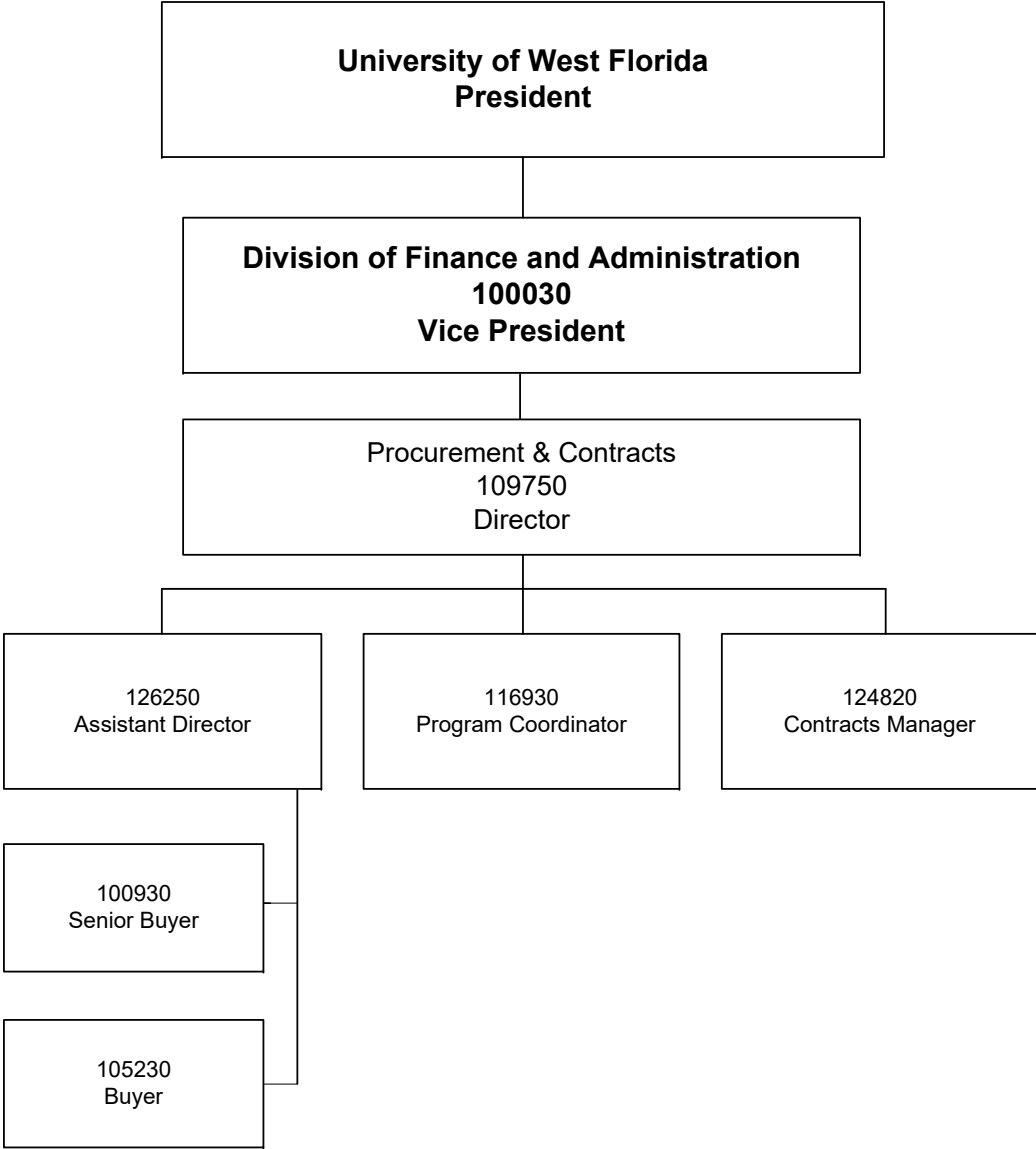 University of West Florida
President
Division of Finance and Administration
100030
Vice President
Procurement & Contracts
109750
Director
126250
Assistant Director
116930
Program Coordinator
124820
Contracts Manager
100930
Senior Buyer
105230
Buyer